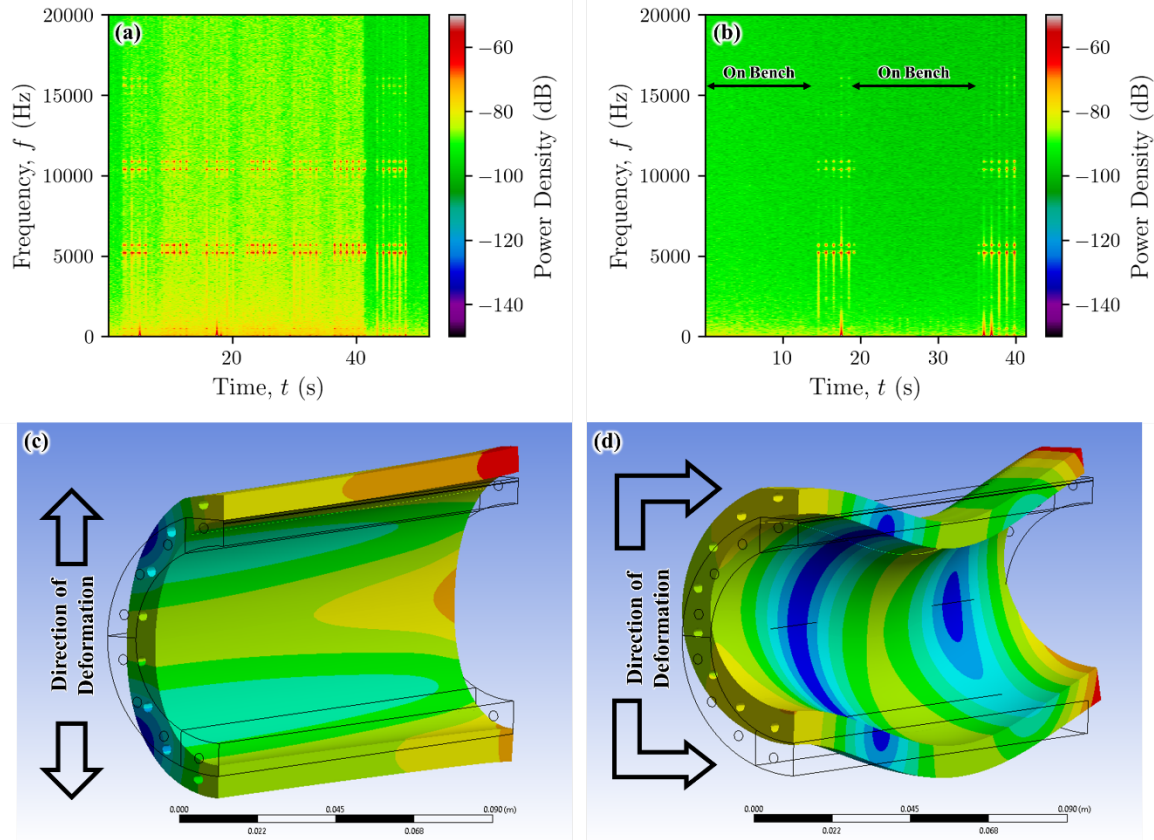 (a)
20000
15000
10000
5000
0
Frequency, f (Hz)
20
40
Time, t (s)
−60
−80
−100
−120
−140
Power Density (dB)
(b)
On Bench
On Bench
20000
15000
10000
5000
0
Frequency, f (Hz)
10
20
30
40
Time, t (s)
−60
−80
−100
−120
−140
Power Density (dB)
(c)
Direction of
Deformation
0.000
0.045
0.090 (m)
0.022
0.068
(d)
Direction of
Deformation
0.000
0.045
0.090 (m)
0.022
0.068